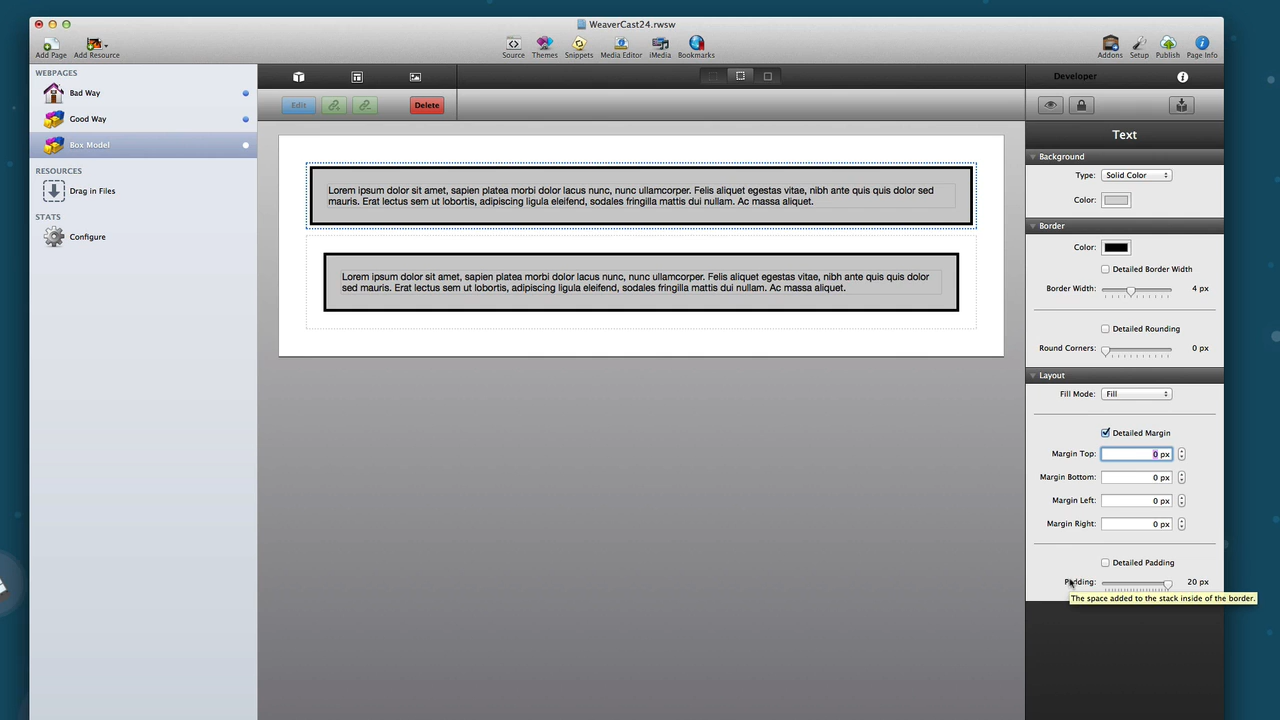 WeaverCast24.rwsw
Add Page
Add Resource
Source
Themes
Snippets
Media Editor
iMedia
Bookmarks
Addons
Setup
Publish
Page Info
WEBPAGES
Bad Way
Good Way
Box Model
RESOURCES
Drag in Files
STATS
Configure
Developer
Edit
Delete
Lorem ipsum dolor sit amet, sapien platea morbi dolor lacus nunc, nunc ullamcorper. Felis aliquet egestas vitae, nibh ante quis quis dolor sed
mauris. Erat lectus sem ut lobortis, adipiscing ligula eleifend, sodales fringilla mattis dui nullam. Ac massa aliquet.
Lorem ipsum dolor sit amet, sapien platea morbi dolor lacus nunc, nunc ullamcorper. Felis aliquet egestas vitae, nibh ante quis quis dolor
sed mauris. Erat lectus sem ut lobortis, adipiscing ligula eleifend, sodales fringilla mattis dui nullam. Ac massa aliquet.
Text
Background
Type: Solid Color
Color:
Border
Color:
Detailed Border Width
Border Width: 4 px
Detailed Rounding
Round Corners: 0 px
Layout
Fill Mode: Fill
Detailed Margin
Margin Top: 0 px
Margin Bottom: 0 px
Margin Left: 0 px
Margin Right: 0 px
Detailed Padding
Padding: 20 px
The space added to the stack inside of the border.